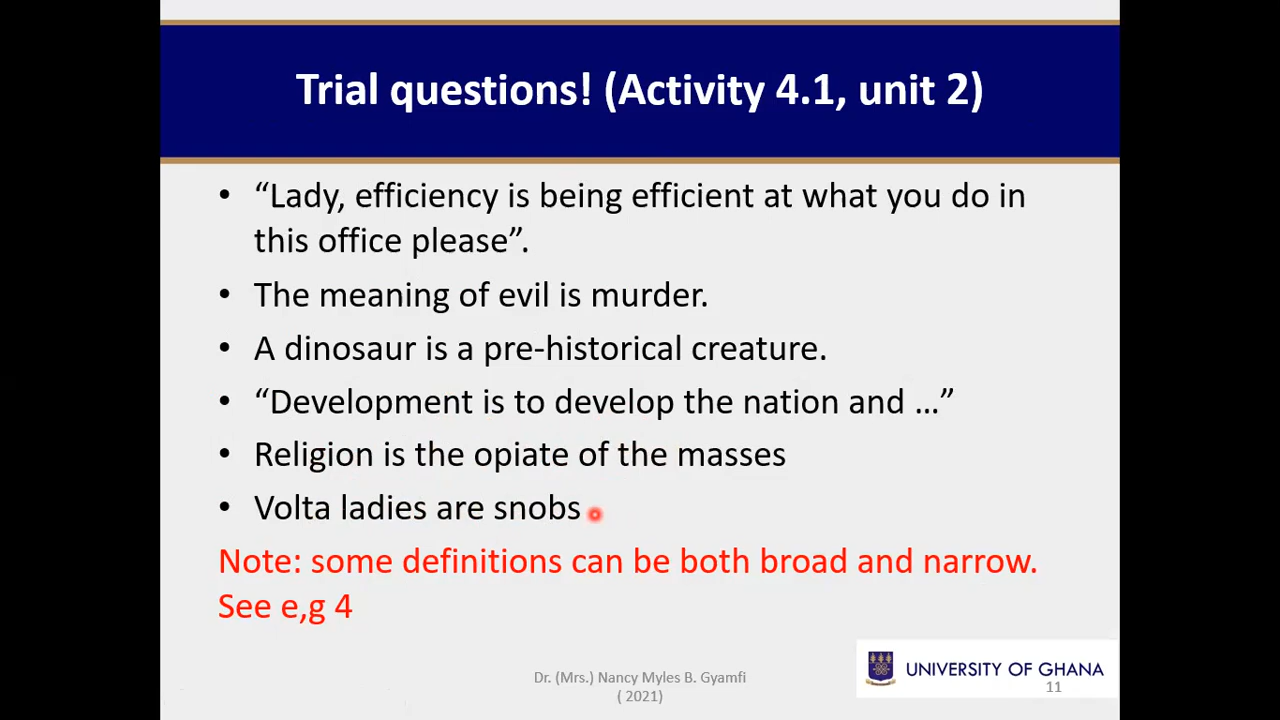 Trial questions! (Activity 4.1, unit 2)
• “Lady, efficiency is being efficient at what you do in
this office please”.
• The meaning of evil is murder.
• A dinosaur is a pre-historical creature.
• “Development is to develop the nation and …”
• Religion is the opiate of the masses
• Volta ladies are snobs
Note: some definitions can be both broad and narrow.
See e,g 4
Dr. (Mrs.) Nancy Myles B. Gyamfi
( 2021)
UNIVERSITY OF GHANA
11